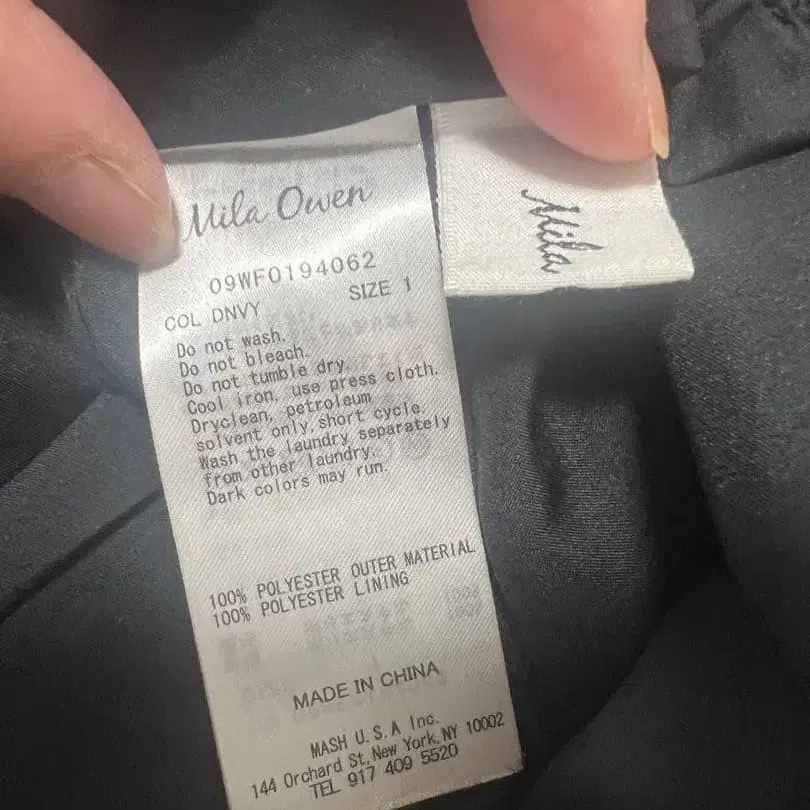 Mila Owen
09WFO194062
COL DNVY SIZE 1
Do not wash.
Do not bleach.
Do not tumble dry.
Cool iron, use press cloth.
Dryclean, petroleum
solvent only,short cycle.
Wash the laundry separately
from other laundry.
Dark colors may run.
100% POLYESTER OUTER MATERIAL
100% POLYESTER LINING
MADE IN CHINA
MASH U.S.A Inc.
144 Orchard St,New York,NY 10002
TEL 917 409 5520
Mila